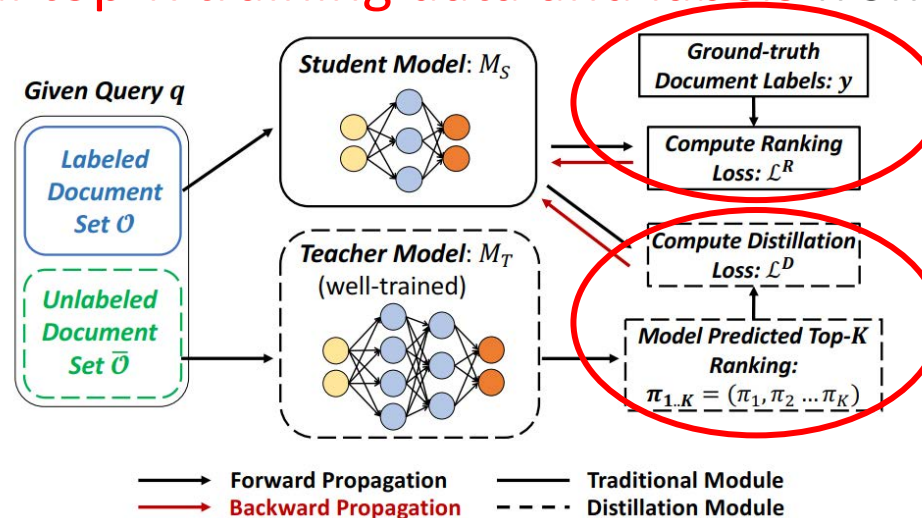 Given Query q
Labeled
Document
Set O
Unlabeled
Document
Set Ō
Student Model: M_S
Teacher Model: M_T
(well-trained)
Ground-truth
Document Labels: y
Compute Ranking
Loss: ℒ^R
Compute Distillation
Loss: ℒ^D
Model Predicted Top-K
Ranking:
π_{1..K} = (π_1, π_2 … π_K)
Forward Propagation
Traditional Module
Backward Propagation
Distillation Module